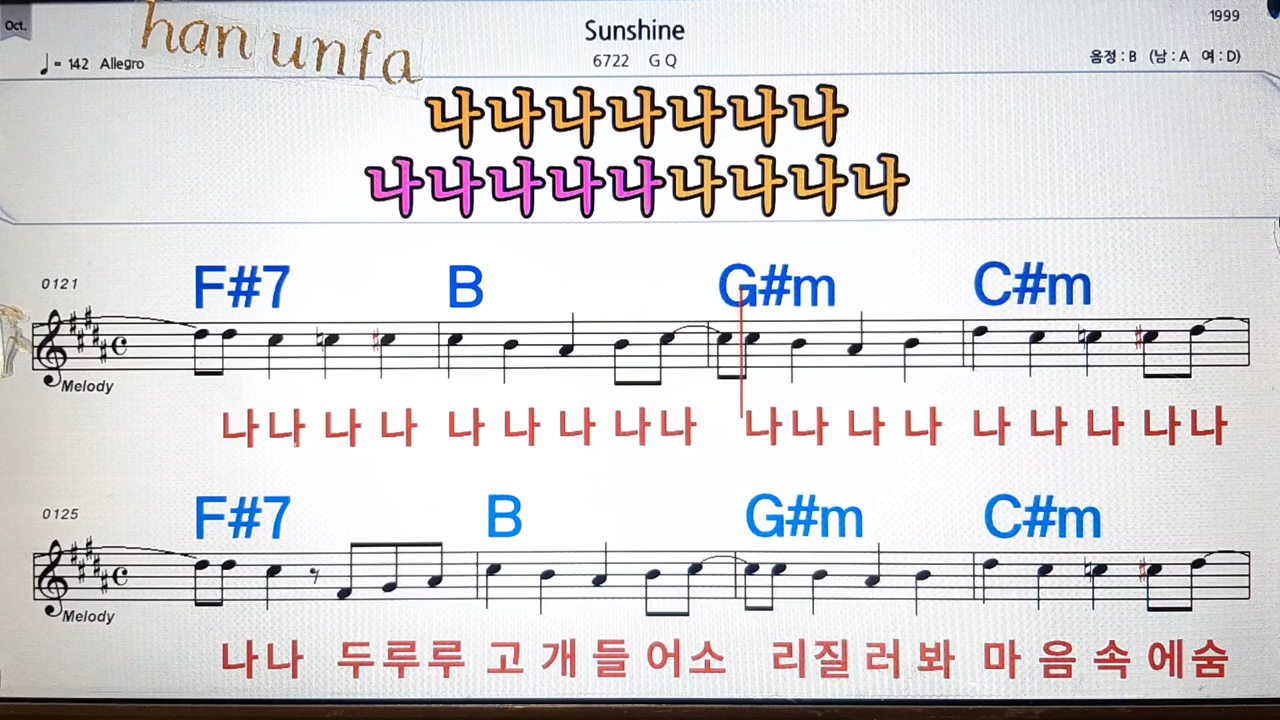 Oct.
han unfa
Sunshine
1999
♩= 142 Allegro
6722 G Q
음정 : B (남 : A 여 : D)
나나나나나나나
나나나나나나나나나
0121
F#7 B G#m C#m
Melody
나나 나 나 나 나 나 나나 나나 나 나 나 나 나 나나
0125
F#7 B G#m C#m
Melody
나나 두루루 고 개 들 어소 리질 러 봐 마 음 속 에숨